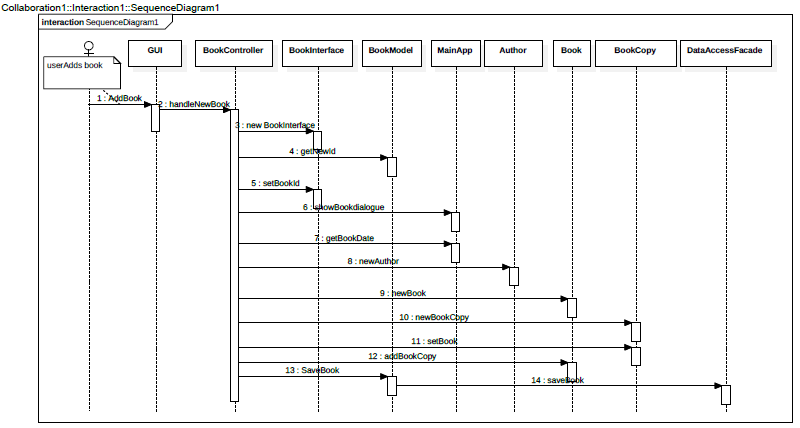 Collaboration1::Interaction1::SequenceDiagram1
interaction SequenceDiagram1
userAdds book
GUI
BookController
BookInterface
BookModel
MainApp
Author
Book
BookCopy
DataAccessFacade
1 : AddBook
2 : handleNewBook
3 : new BookInterface
4 : getNewId
5 : setBookId
6 : showBookdialogue
7 : getBookDate
8 : newAuthor
9 : newBook
10 : newBookCopy
11 : setBook
12 : addBookCopy
13 : SaveBook
14 : saveBook